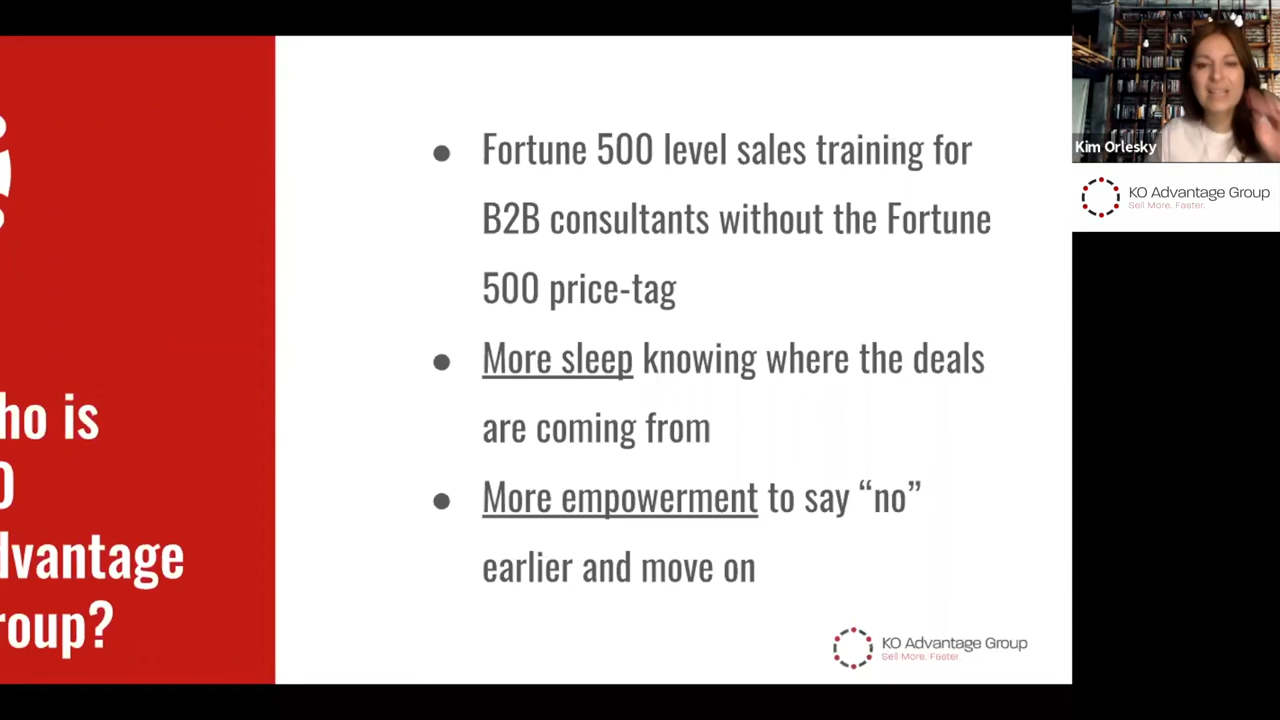 ho is
O
dvantage
roup?
● Fortune 500 level sales training for
B2B consultants without the Fortune
500 price-tag
● More sleep knowing where the deals
are coming from
● More empowerment to say “no”
earlier and move on
KO Advantage Group
Sell More. Faster.
Kim Orlesky
KO Advantage Group
Sell More. Faster.